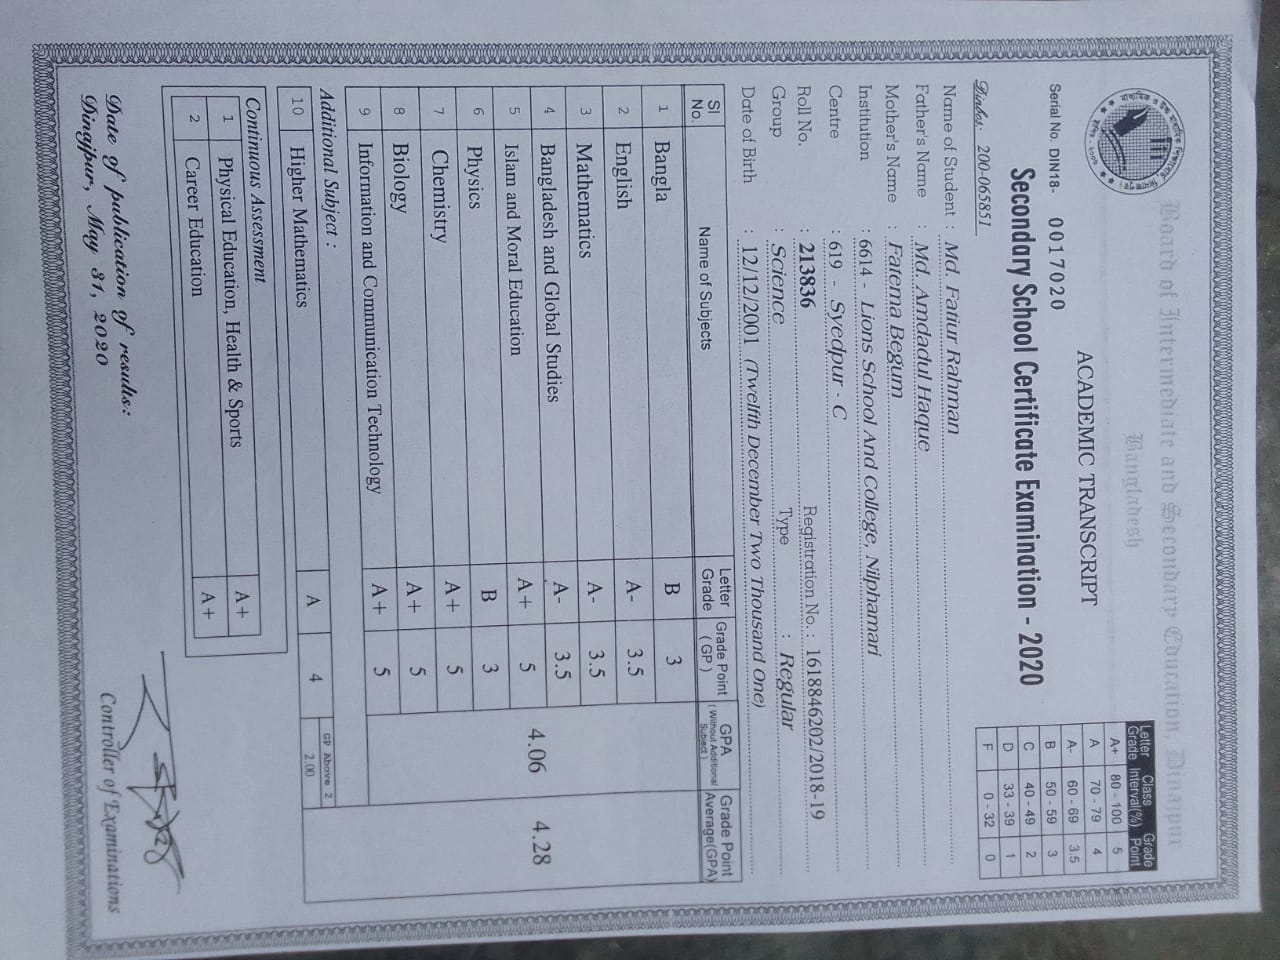 Board of Intermediate and Secondary Education, Dinajpur
Bangladesh
Serial No. DIN18- 0017020
ACADEMIC TRANSCRIPT
Secondary School Certificate Examination - 2020
Dinbs: 200-065851
Letter Grade Class Interval(%) Grade Point
A+ 80 - 100 5
A 70 - 79 4
A- 60 - 69 3.5
B 50 - 59 3
C 40 - 49 2
D 33 - 39 1
F 0 - 32 0
Name of Student : Md. Fatiur Rahman
Father's Name : Md. Amdadul Haque
Mother's Name : Fatema Begum
Institution : 6614 - Lions School And College, Nilphamari
Centre : 619 - Syedpur - C
Roll No. : 213836 Registration No. : 1618846202/2018-19
Group : Science Type : Regular
Date of Birth : 12/12/2001 (Twelfth December Two Thousand One)
Sl No. Name of Subjects Letter Grade Grade Point (GP) GPA (Without Additional Subject) Grade Point Average(GPA)
1 Bangla B 3
2 English A- 3.5
3 Mathematics A- 3.5
4 Bangladesh and Global Studies A- 3.5
5 Islam and Moral Education A+ 5 4.06 4.28
6 Physics B 3
7 Chemistry A+ 5
8 Biology A+ 5
9 Information and Communication Technology A+ 5
Additional Subject :
GP Above 2
10 Higher Mathematics A 4 2.00
Continuous Assessment
1 Physical Education, Health & Sports A+
2 Career Education A+
Date of publication of results:
Dinajpur, May 31, 2020
Controller of Examinations